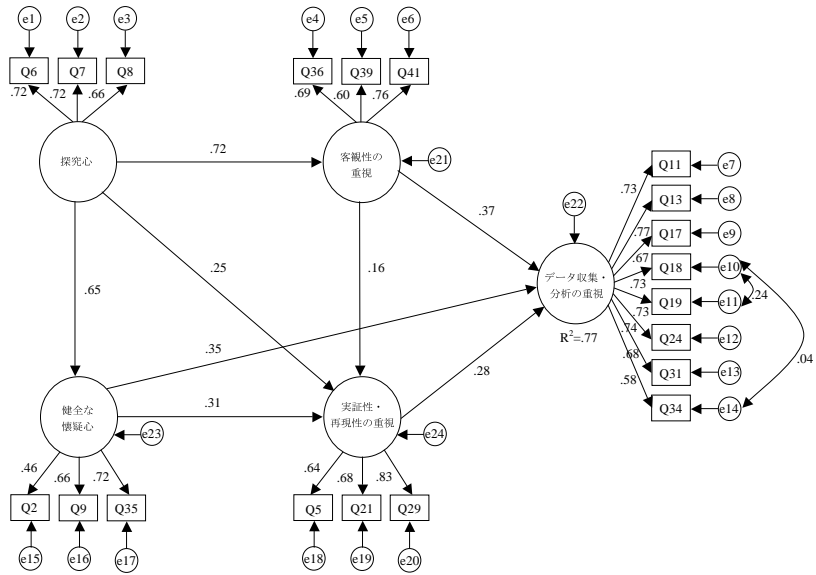 e1 e2 e3 e4 e5 e6
Q6 Q7 Q8 Q36 Q39 Q41
.72 .72 .66 .69 .60 .76
探究心
.72
客観性の
重視
e21
.37
e22
.65
.25
.16
データ収集・
分析の重視
R²=.77
.35
.28
健全な
懐疑心
e23
.31
実証性・
再現性の重視
e24
.46 .66 .72 .64 .68 .83
Q2 Q9 Q35 Q5 Q21 Q29
e15 e16 e17 e18 e19 e20
.73 Q11 e7
.77 Q13 e8
.67 Q17 e9
.73 Q18 e10
.73 Q19 e11
.74 Q24 e12
.68 Q31 e13
.58 Q34 e14
.24
.04